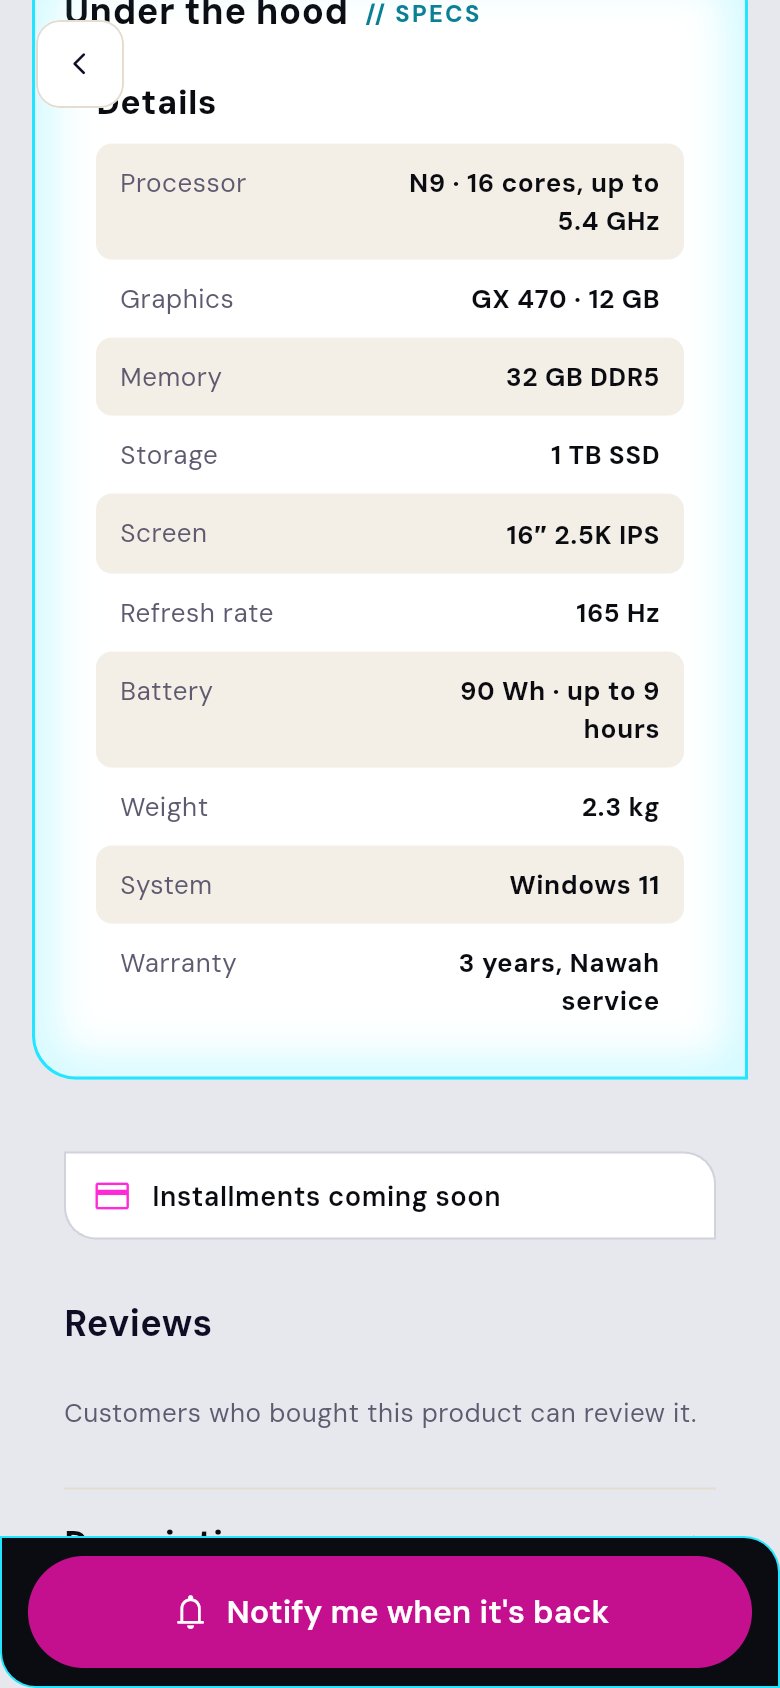 Under the hood // SPECS
Details
Processor N9 · 16 cores, up to
5.4 GHz
Graphics GX 470 · 12 GB
Memory 32 GB DDR5
Storage 1 TB SSD
Screen 16″ 2.5K IPS
Refresh rate 165 Hz
Battery 90 Wh · up to 9
hours
Weight 2.3 kg
System Windows 11
Warranty 3 years, Nawah
service
Installments coming soon
Reviews
Customers who bought this product can review it.
Notify me when it's back